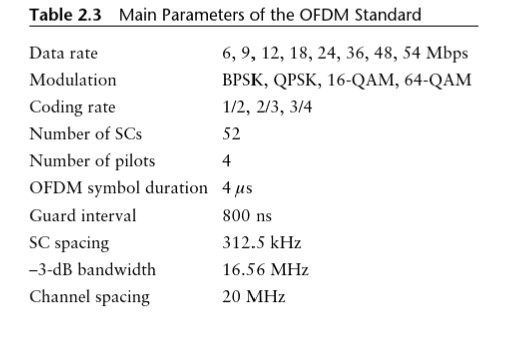 Table 2.3 Main Parameters of the OFDM Standard
Data rate 6, 9, 12, 18, 24, 36, 48, 54 Mbps
Modulation BPSK, QPSK, 16-QAM, 64-QAM
Coding rate 1/2, 2/3, 3/4
Number of SCs 52
Number of pilots 4
OFDM symbol duration 4 μs
Guard interval 800 ns
SC spacing 312.5 kHz
–3-dB bandwidth 16.56 MHz
Channel spacing 20 MHz